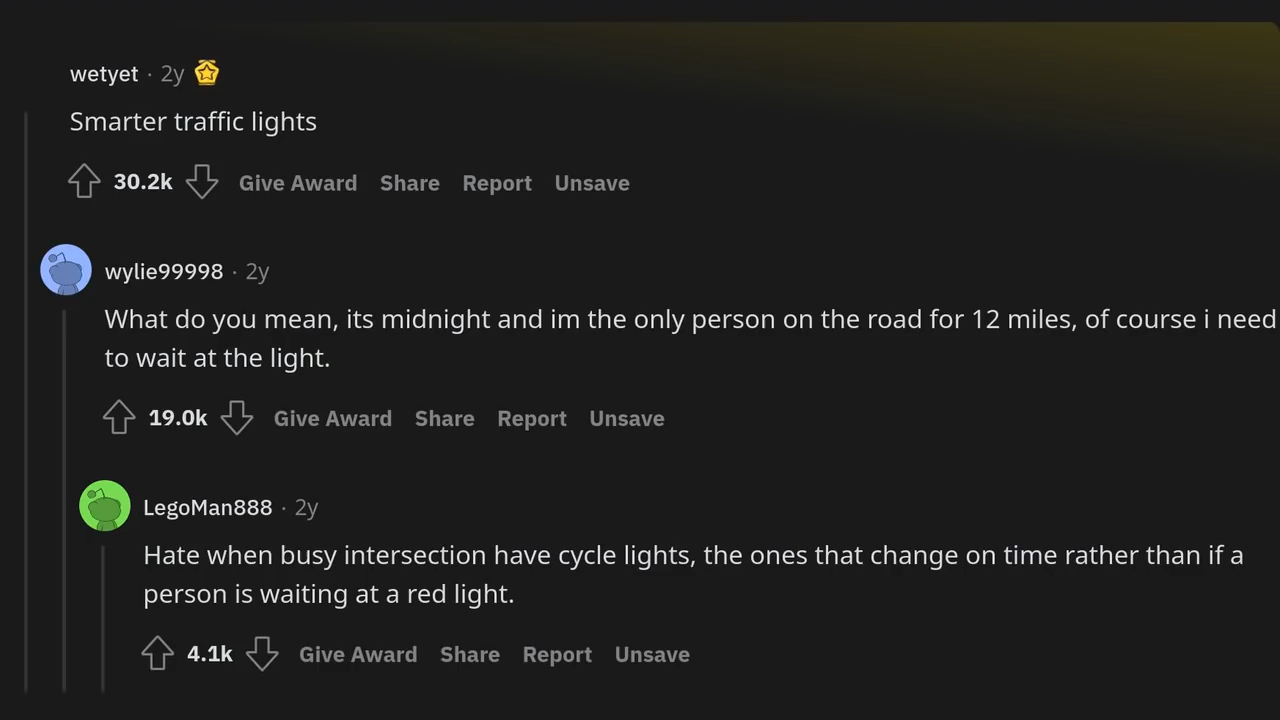 wetyet · 2y
Smarter traffic lights
30.2k Give Award Share Report Unsave
wylie99998 · 2y
What do you mean, its midnight and im the only person on the road for 12 miles, of course i need
to wait at the light.
19.0k Give Award Share Report Unsave
LegoMan888 · 2y
Hate when busy intersection have cycle lights, the ones that change on time rather than if a
person is waiting at a red light.
4.1k Give Award Share Report Unsave